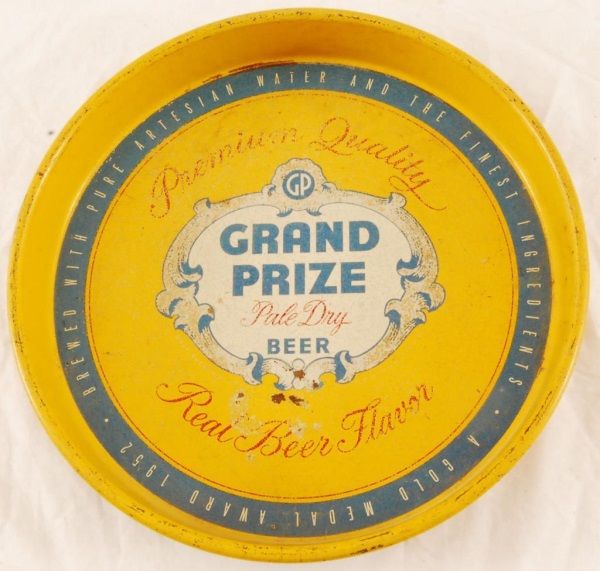 BREWED WITH PURE ARTESIAN WATER AND THE FINEST INGREDIENTS •
Premium Quality
GP
GRAND
PRIZE
Pale Dry
BEER
Real Beer Flavor
A GOLD MEDAL AWARD 1952 •